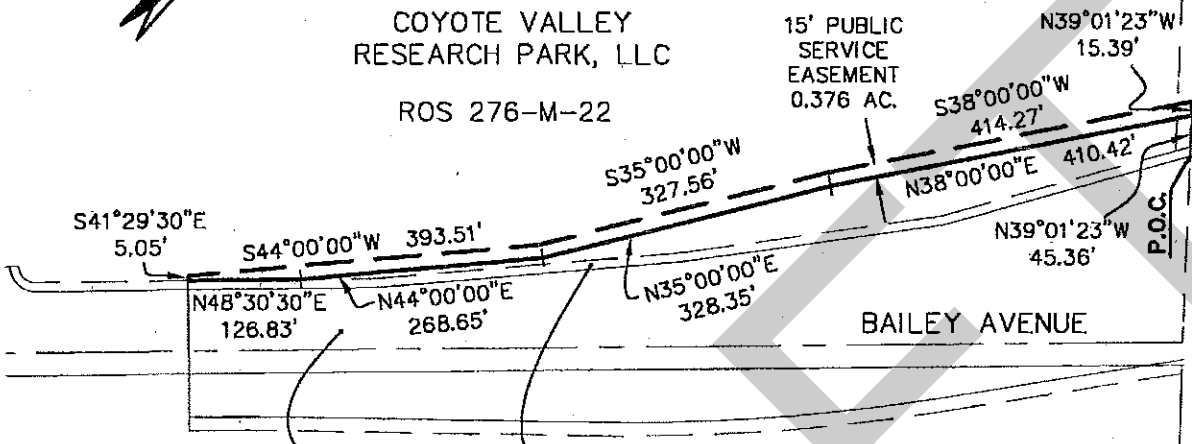 COYOTE VALLEY
RESEARCH PARK, LLC
ROS 276-M-22
15' PUBLIC
SERVICE
EASEMENT
0.376 AC.
N39°01'23"W
15.39'
S38°00'00"W
414.27'
S35°00'00"W
327.56'
N38°00'00"E
410.42'
S41°29'30"E
5.05'
S44°00'00"W
393.51'
N39°01'23"W
45.36'
P.O.C.
N48°30'30"E
126.83'
N44°00'00"E
268.65'
N35°00'00"E
328.35'
BAILEY AVENUE